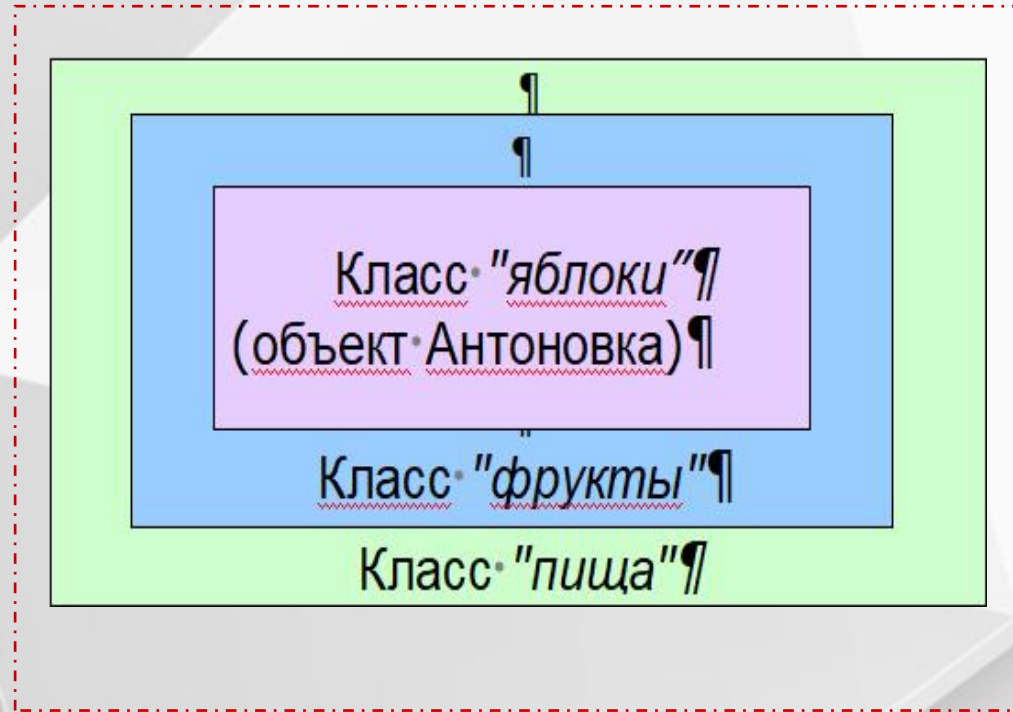 ¶
¶
Класс·"яблоки"¶
(объект·Антоновка)¶
Класс·"фрукты"¶
Класс·"пища"¶